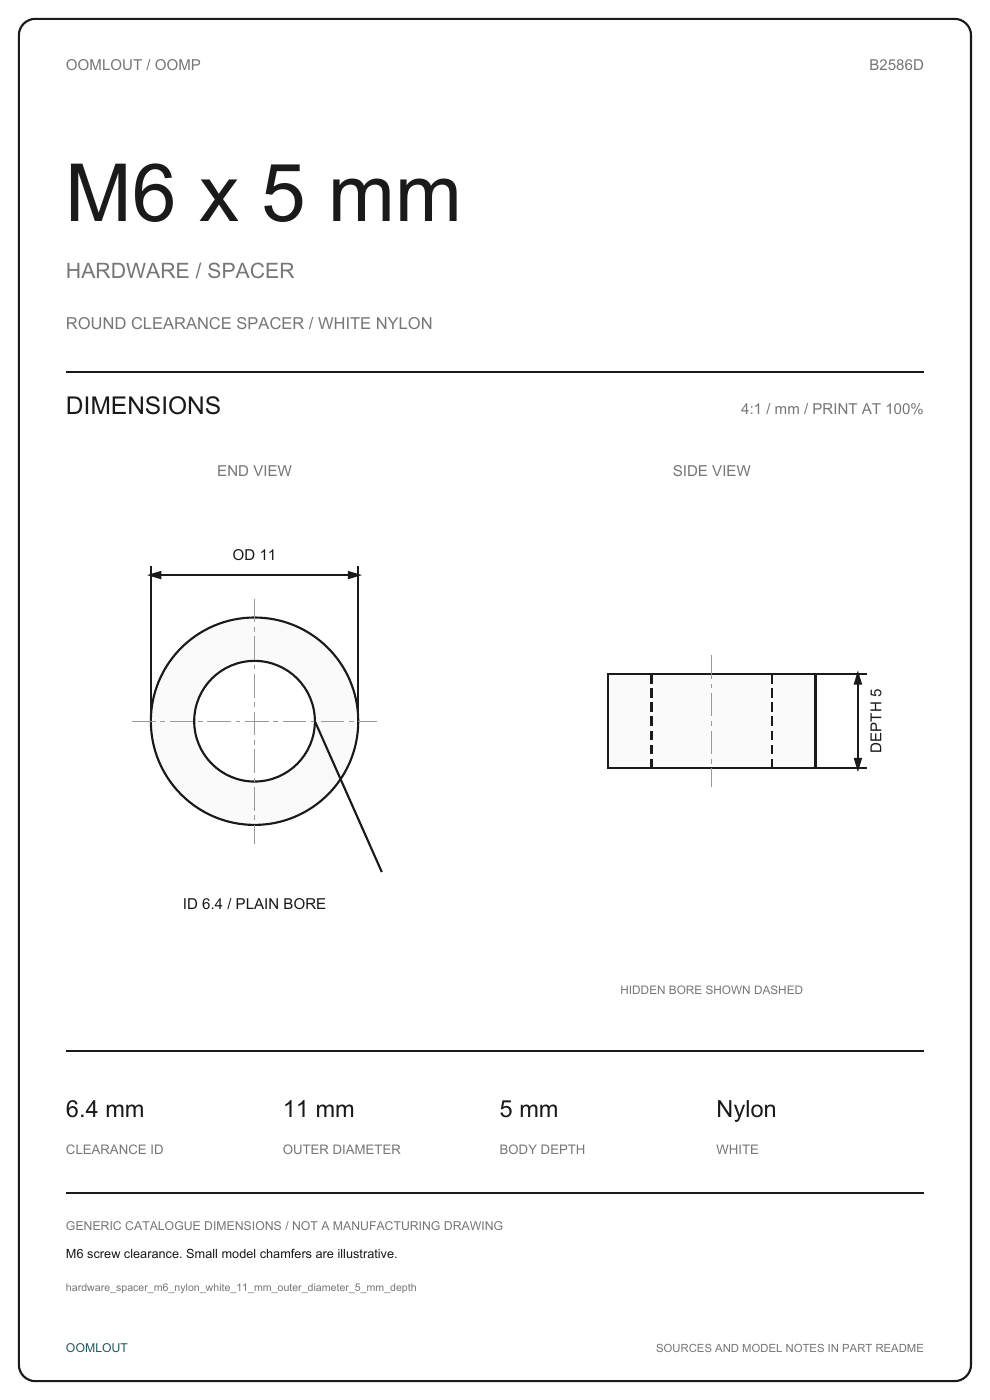 OOMLOUT / OOMP
B2586D
M6 x 5 mm
HARDWARE / SPACER
ROUND CLEARANCE SPACER / WHITE NYLON
DIMENSIONS
4:1 / mm / PRINT AT 100%
END VIEW
SIDE VIEW
OD 11
DEPTH 5
ID 6.4 / PLAIN BORE
HIDDEN BORE SHOWN DASHED
6.4 mm
11 mm
5 mm
Nylon
CLEARANCE ID
OUTER DIAMETER
BODY DEPTH
WHITE
GENERIC CATALOGUE DIMENSIONS / NOT A MANUFACTURING DRAWING
M6 screw clearance. Small model chamfers are illustrative.
hardware_spacer_m6_nylon_white_11_mm_outer_diameter_5_mm_depth
OOMLOUT
SOURCES AND MODEL NOTES IN PART README